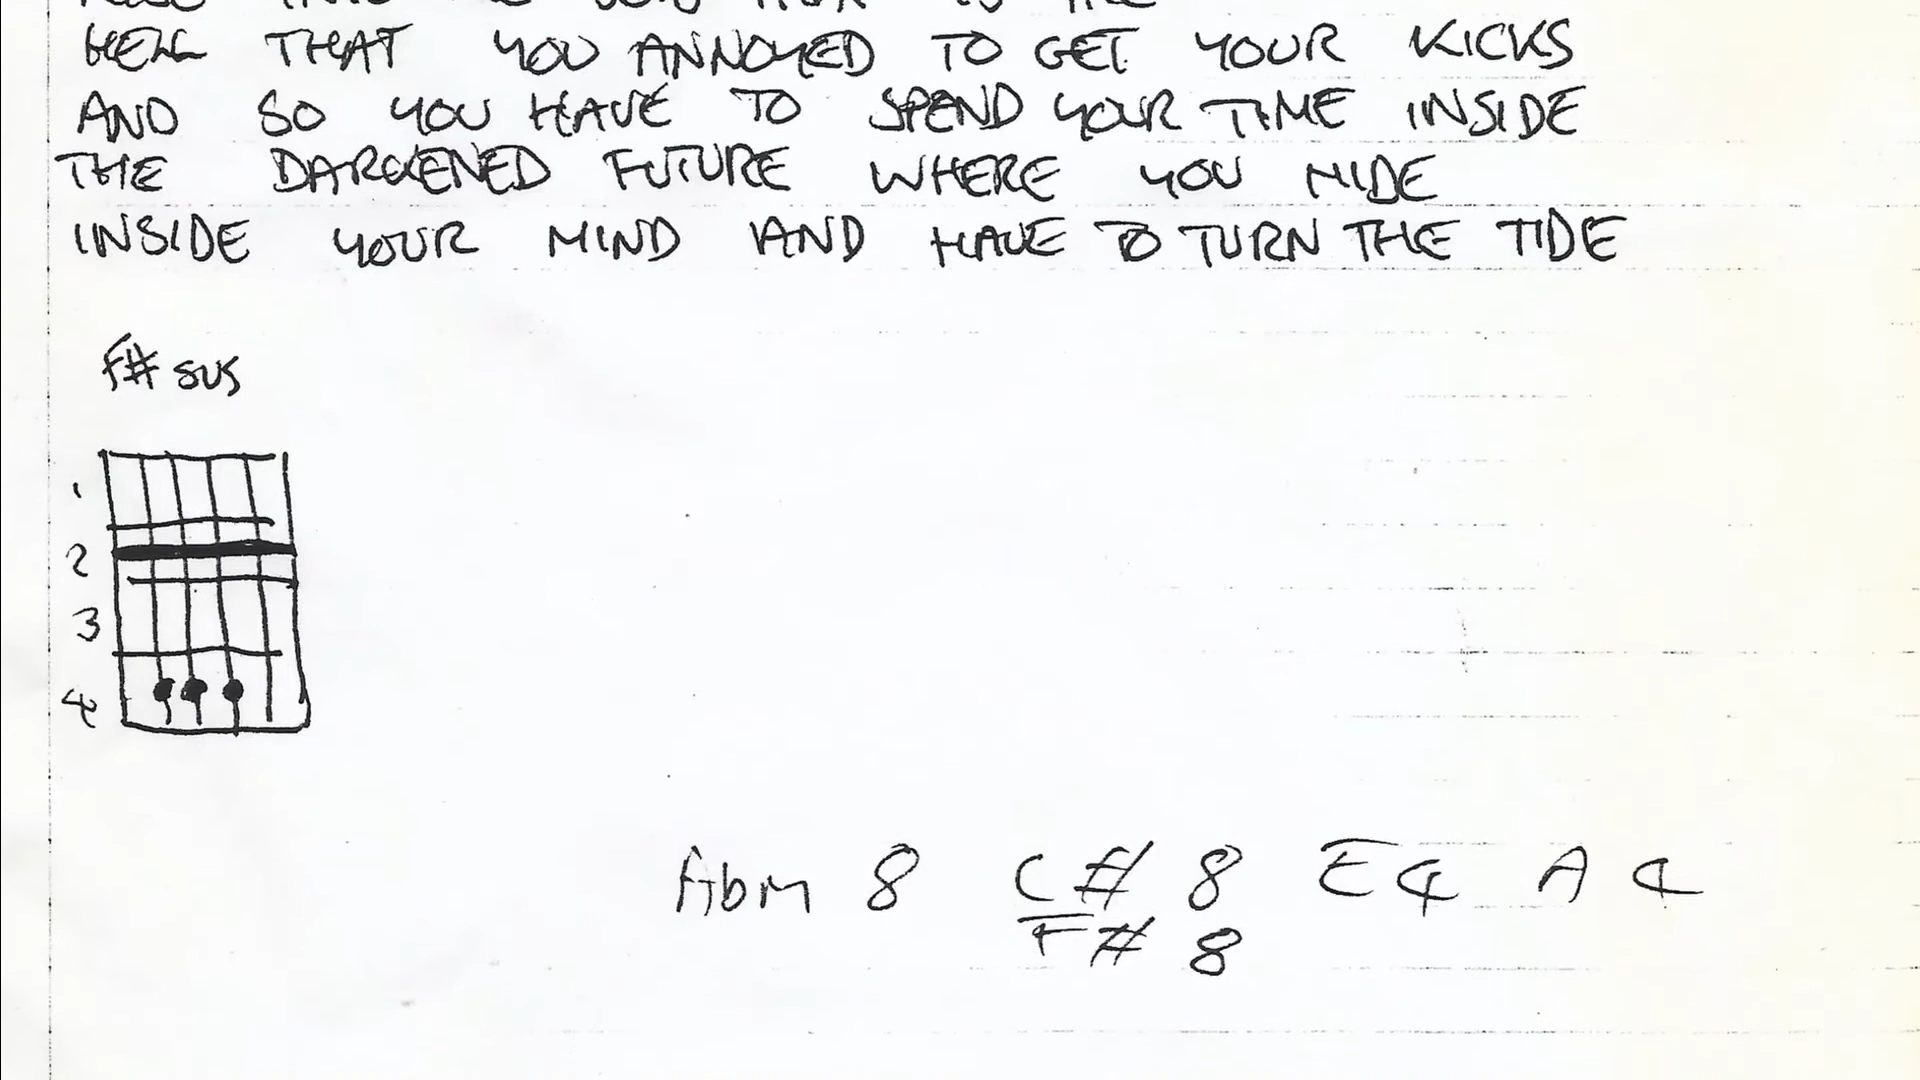 HELL THAT YOU ANNOYED TO GET YOUR KICKS
AND SO YOU HAVE TO SPEND YOUR TIME INSIDE
THE DARKENED FUTURE WHERE YOU HIDE
INSIDE YOUR MIND AND HAVE TO TURN THE TIDE
F# SUS
1
2
3
4
Abm 8 C# 8 E 4 A 4
F# 8